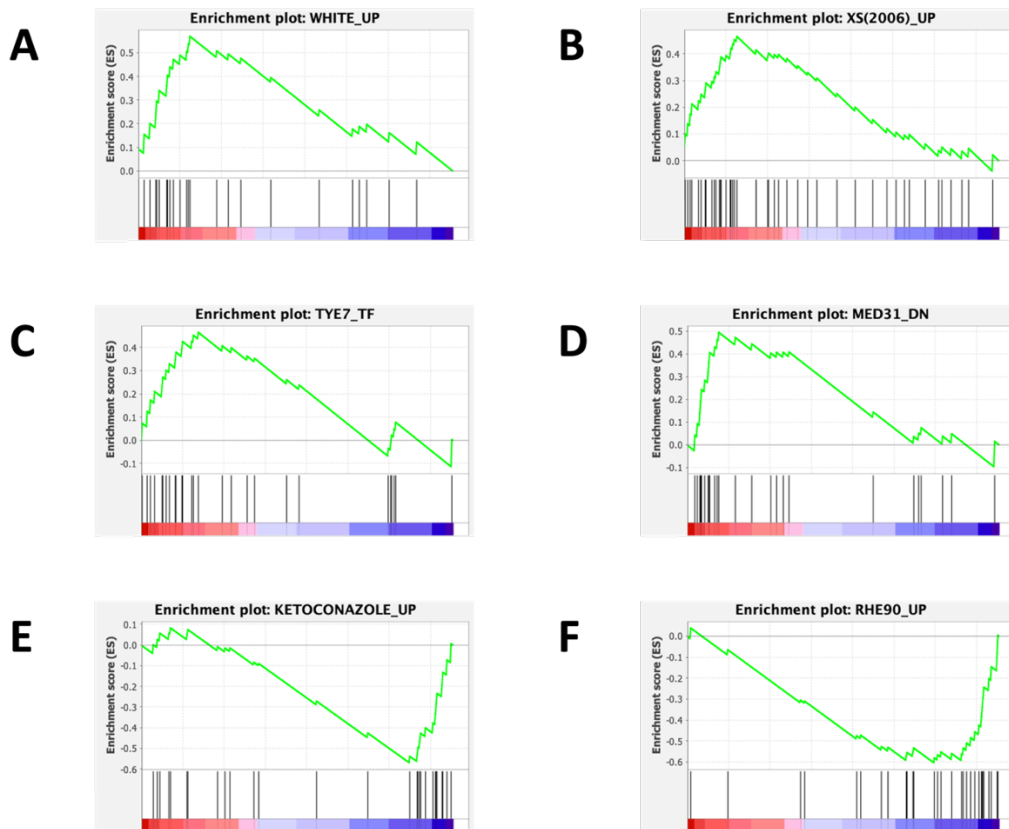 A
Enrichment plot: WHITE_UP
Enrichment score (ES)
0.5
0.4
0.3
0.2
0.1
0.0
B
Enrichment plot: XS(2006)_UP
Enrichment score (ES)
0.4
0.3
0.2
0.1
0.0
C
Enrichment plot: TYE7_TF
Enrichment score (ES)
0.4
0.3
0.2
0.1
0.0
-0.1
D
Enrichment plot: MED31_DN
Enrichment score (ES)
0.5
0.4
0.3
0.2
0.1
0.0
-0.1
E
Enrichment plot: KETOCONAZOLE_UP
Enrichment score (ES)
0.1
0.0
-0.1
-0.2
-0.3
-0.4
-0.5
-0.6
F
Enrichment plot: RHE90_UP
Enrichment score (ES)
0.0
-0.1
-0.2
-0.3
-0.4
-0.5
-0.6